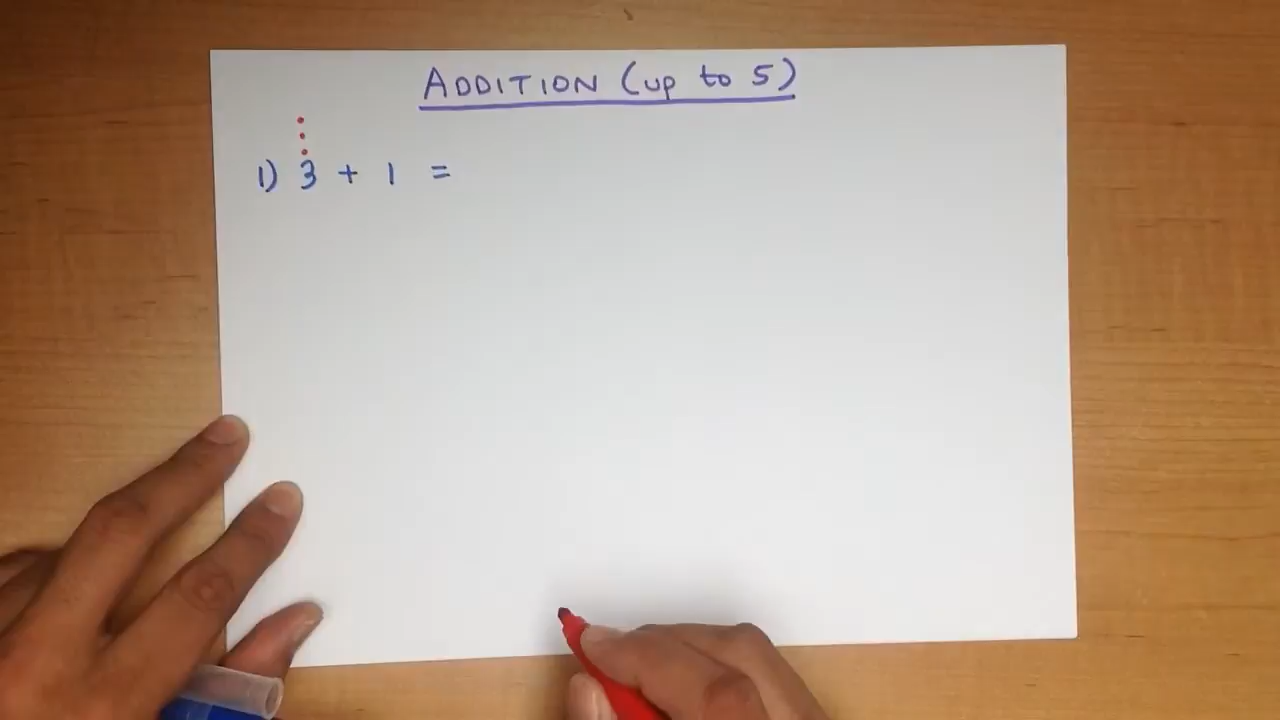 ADDITION (up to 5)
1) 3 + 1 =